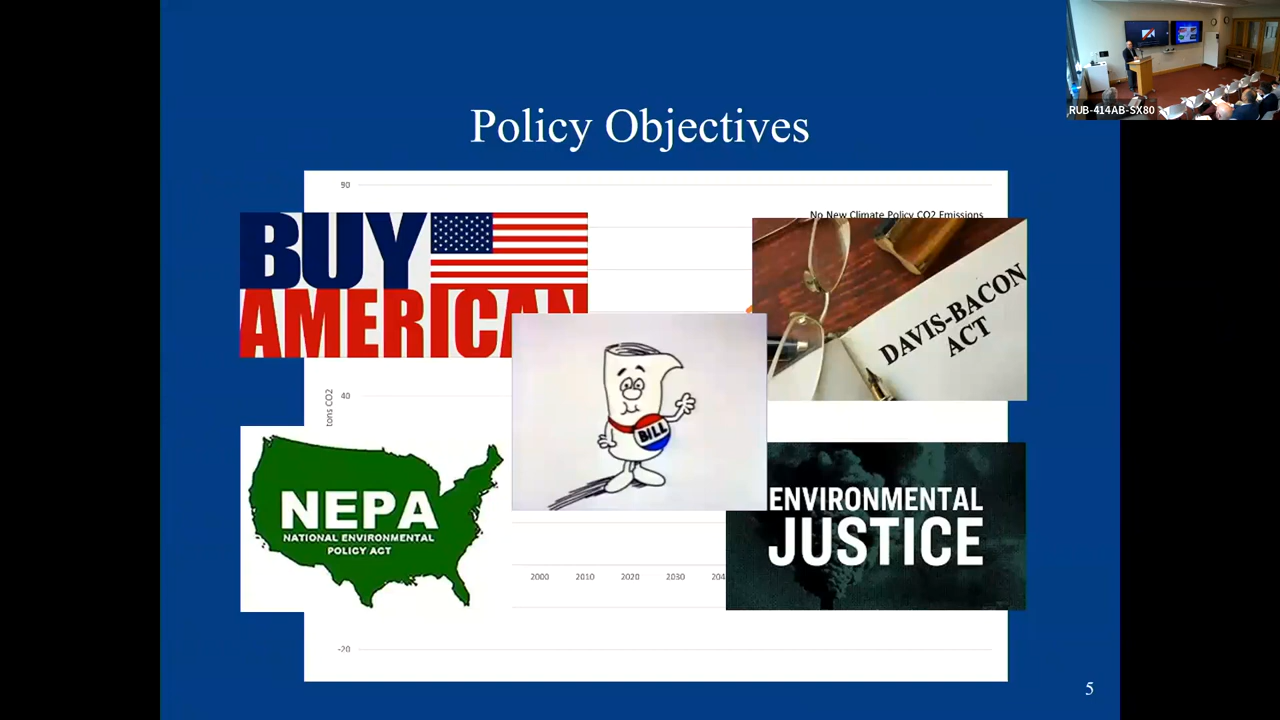 RUB-414AB-SX80
Policy Objectives
90
No New Climate Policy CO2 Emissions
BUY
AMERICAN
DAVIS-BACON
ACT
40
tons CO2
BILL
NEPA
NATIONAL ENVIRONMENTAL
POLICY ACT
ENVIRONMENTAL
JUSTICE
2000 2010 2020 2030
-20
5